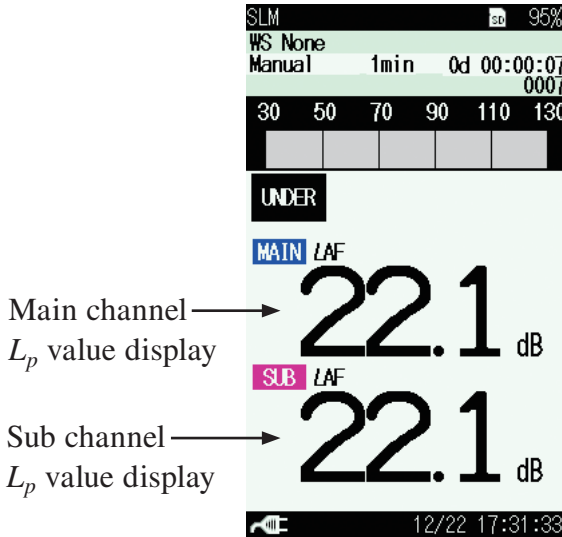 SLM SD 95%
WS None
Manual 1min 0d 00:00:07
0007
30 50 70 90 110 130
UNDER
MAIN LAF
22.1 dB
Main channel
Lp value display
SUB LAF
22.1 dB
Sub channel
Lp value display
12/22 17:31:33